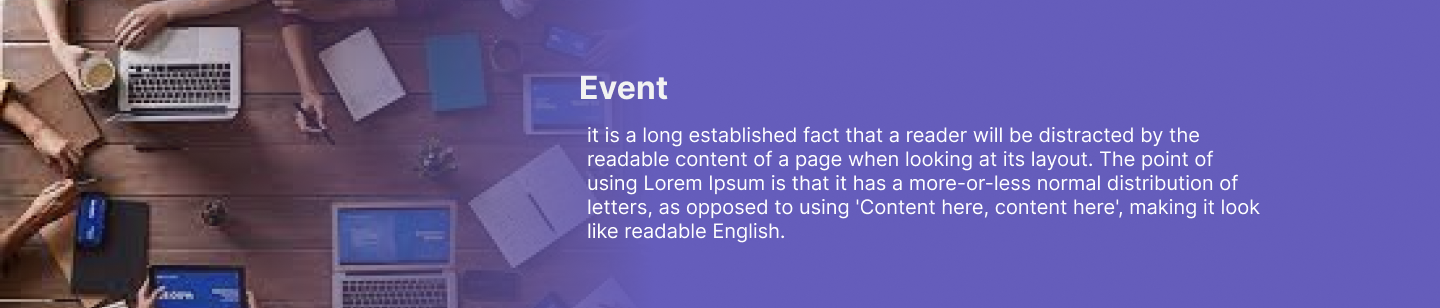 Event
it is a long established fact that a reader will be distracted by the
readable content of a page when looking at its layout. The point of
using Lorem Ipsum is that it has a more-or-less normal distribution of
letters, as opposed to using 'Content here, content here', making it look
like readable English.